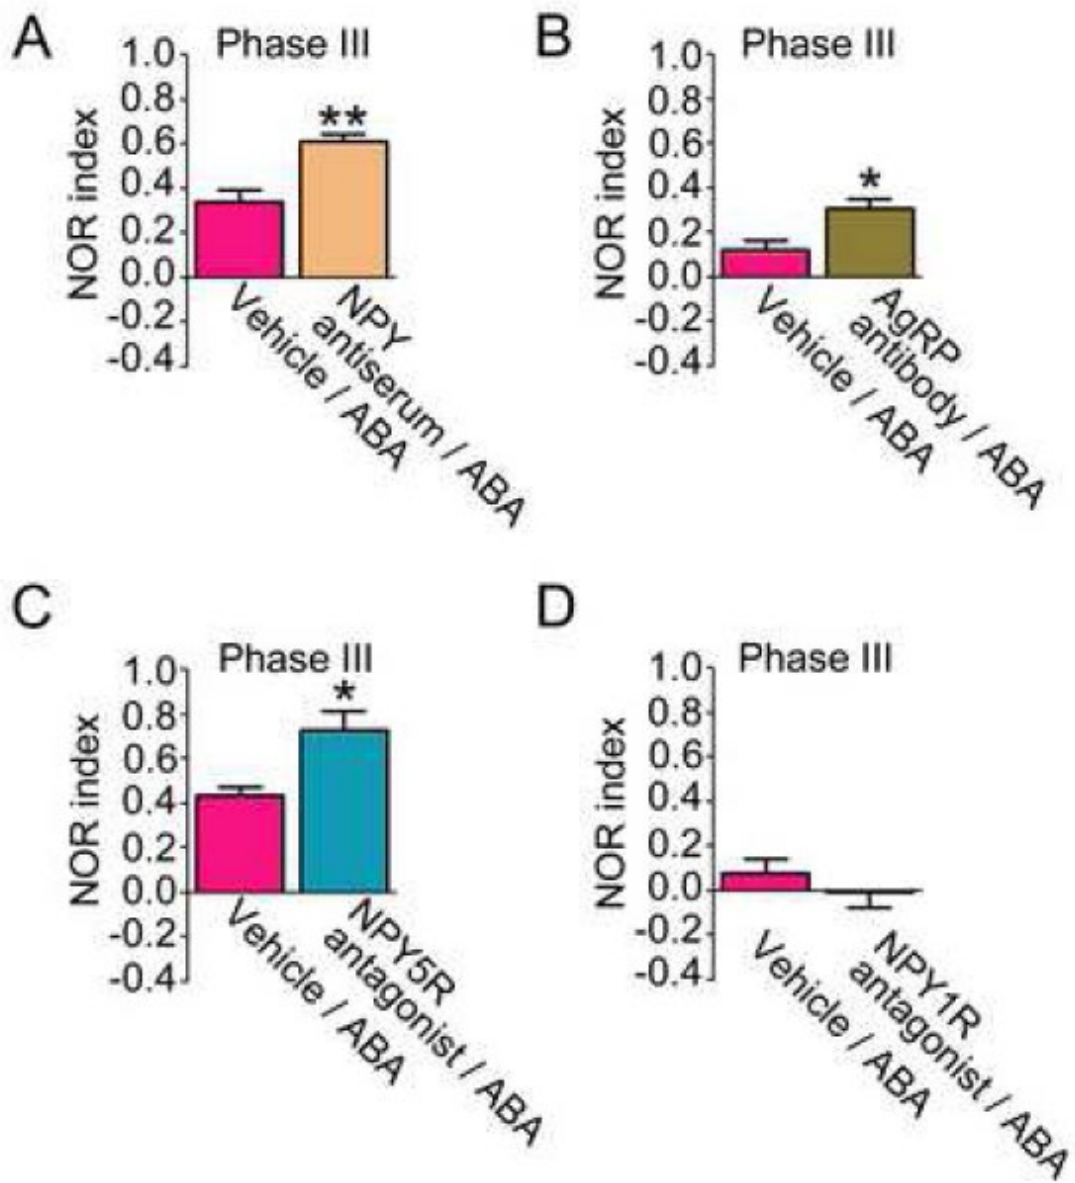 A
Phase III
NOR index
1.0
0.8
0.6
0.4
0.2
0.0
-0.2
-0.4
**
Vehicle / ABA
NPY
antiserum / ABA
B
Phase III
NOR index
1.0
0.8
0.6
0.4
0.2
0.0
-0.2
-0.4
*
Vehicle / ABA
AgRP
antibody / ABA
C
Phase III
NOR index
1.0
0.8
0.6
0.4
0.2
0.0
-0.2
-0.4
*
Vehicle / ABA
NPY5R
antagonist / ABA
D
Phase III
NOR index
1.0
0.8
0.6
0.4
0.2
0.0
-0.2
-0.4
Vehicle / ABA
NPY1R
antagonist / ABA